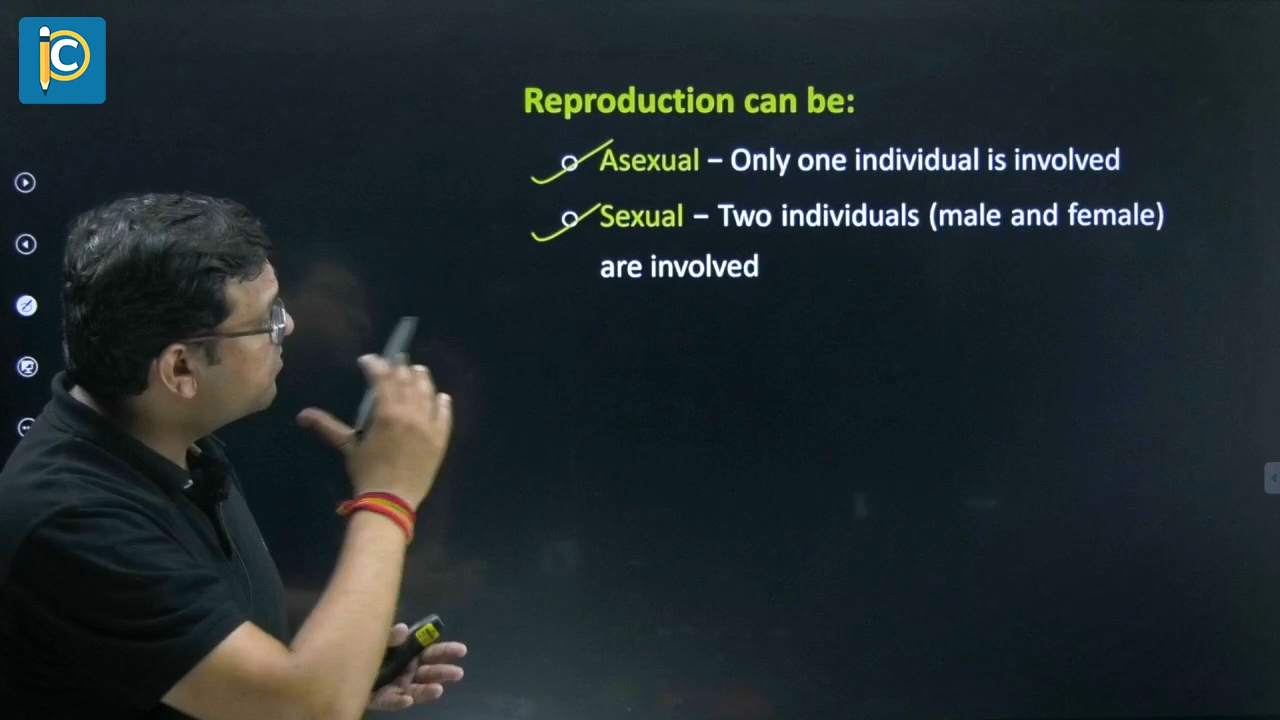 C
Reproduction can be:
Asexual – Only one individual is involved
Sexual – Two individuals (male and female)
are involved